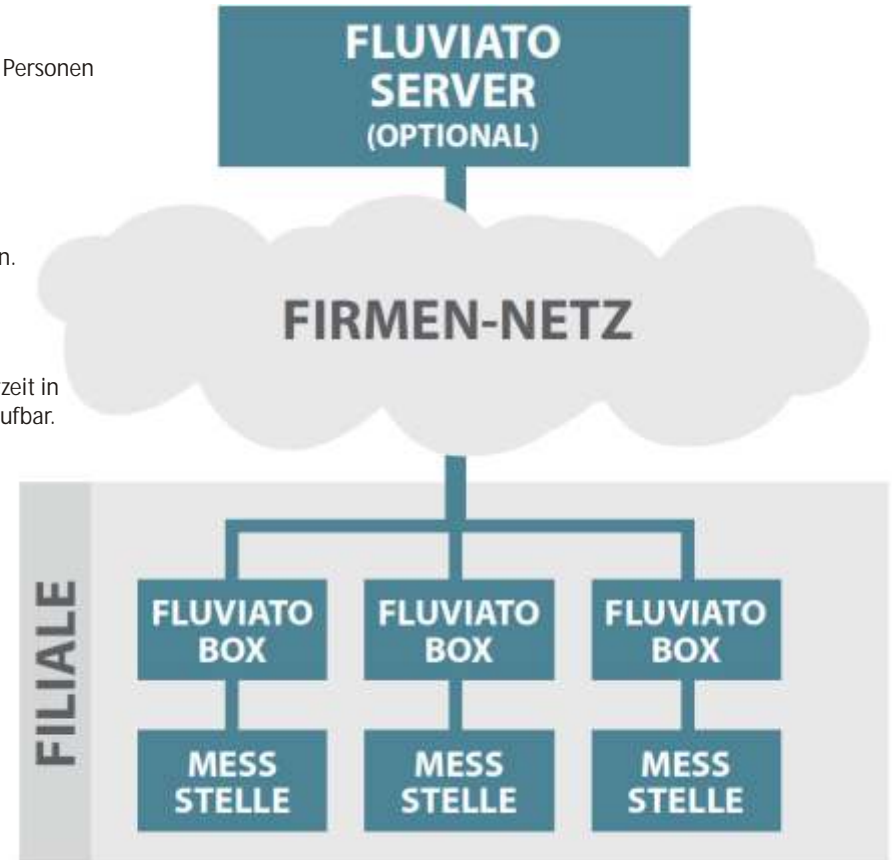 Personen
n.
zeit in
ufbar.
FLUVIATO
SERVER
(OPTIONAL)
FIRMEN-NETZ
FILIALE
FLUVIATO
BOX
FLUVIATO
BOX
FLUVIATO
BOX
MESS
STELLE
MESS
STELLE
MESS
STELLE